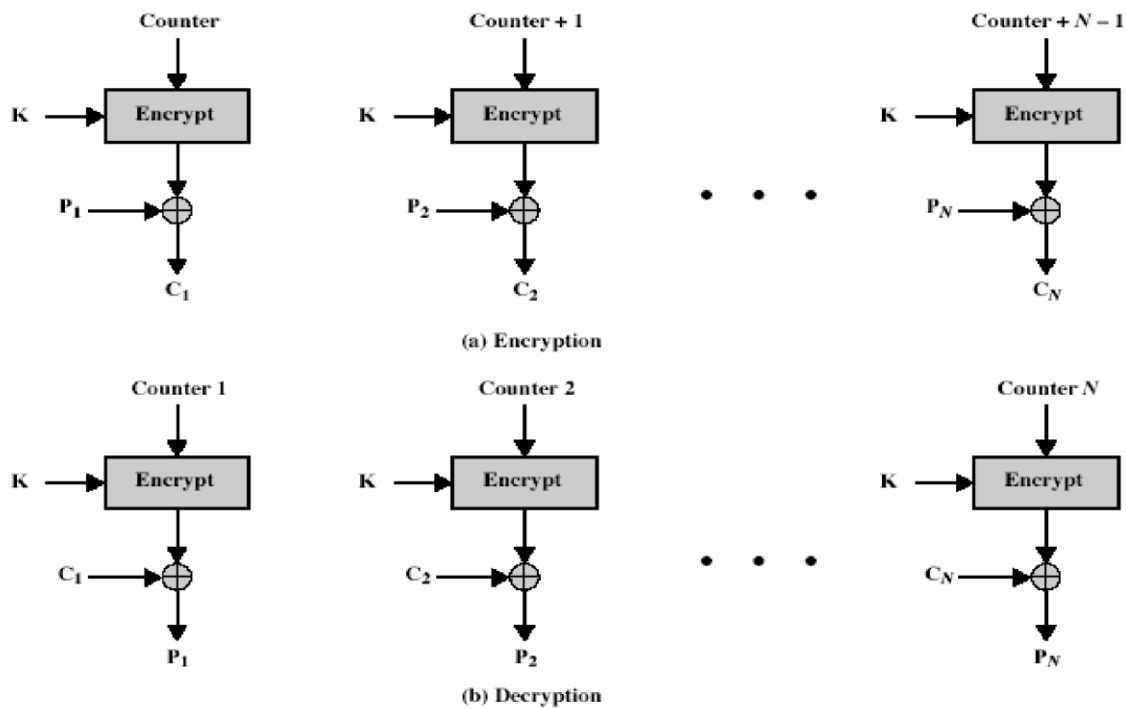 Counter Counter + 1 Counter + N – 1
K Encrypt K Encrypt K Encrypt
P1 P2 PN
C1 C2 CN
(a) Encryption
Counter 1 Counter 2 Counter N
K Encrypt K Encrypt K Encrypt
C1 C2 CN
P1 P2 PN
(b) Decryption